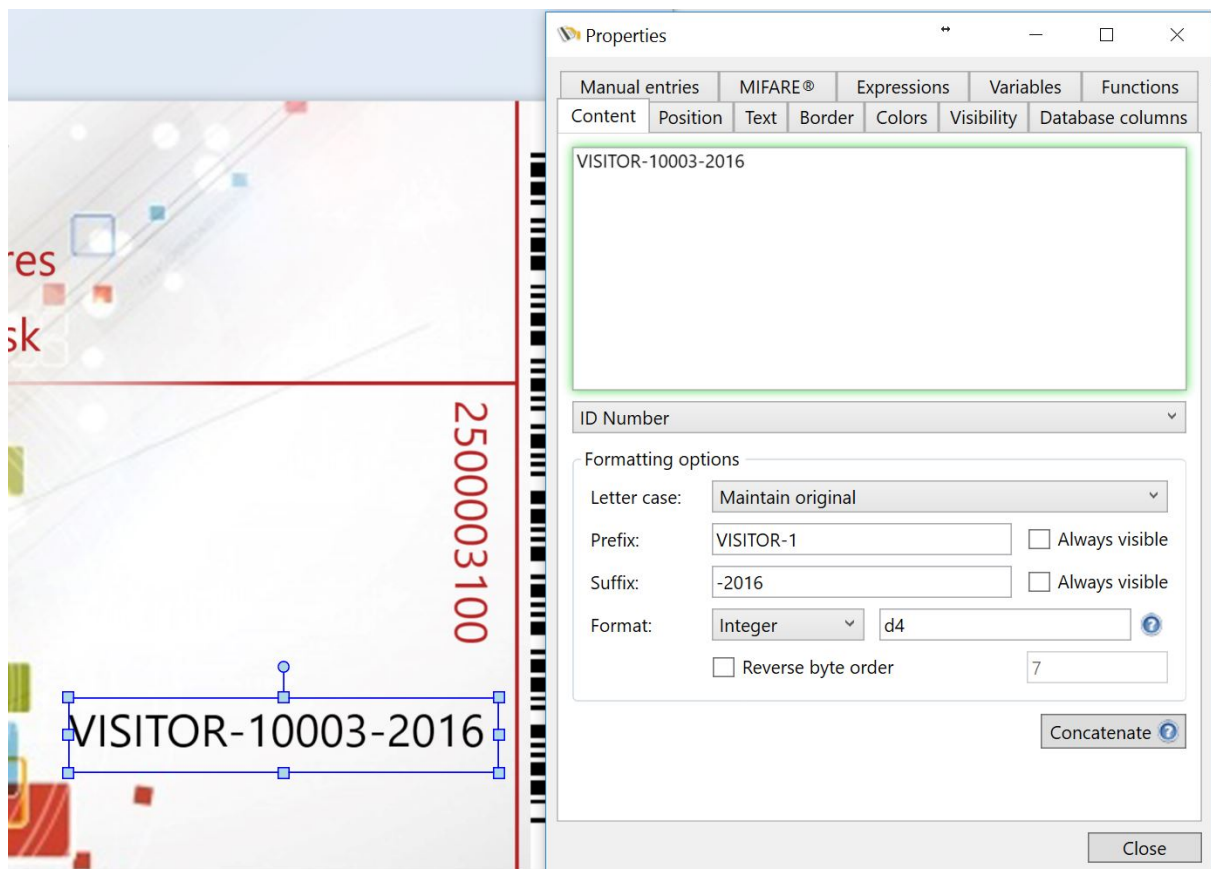 Properties
Manual entries MIFARE® Expressions Variables Functions
Content Position Text Border Colors Visibility Database columns
VISITOR-10003-2016
ID Number
Formatting options
Letter case: Maintain original
Prefix: VISITOR-1 Always visible
Suffix: -2016 Always visible
Format: Integer d4 ?
Reverse byte order 7
Concatenate ?
Close
res
sk
2500003100
VISITOR-10003-2016